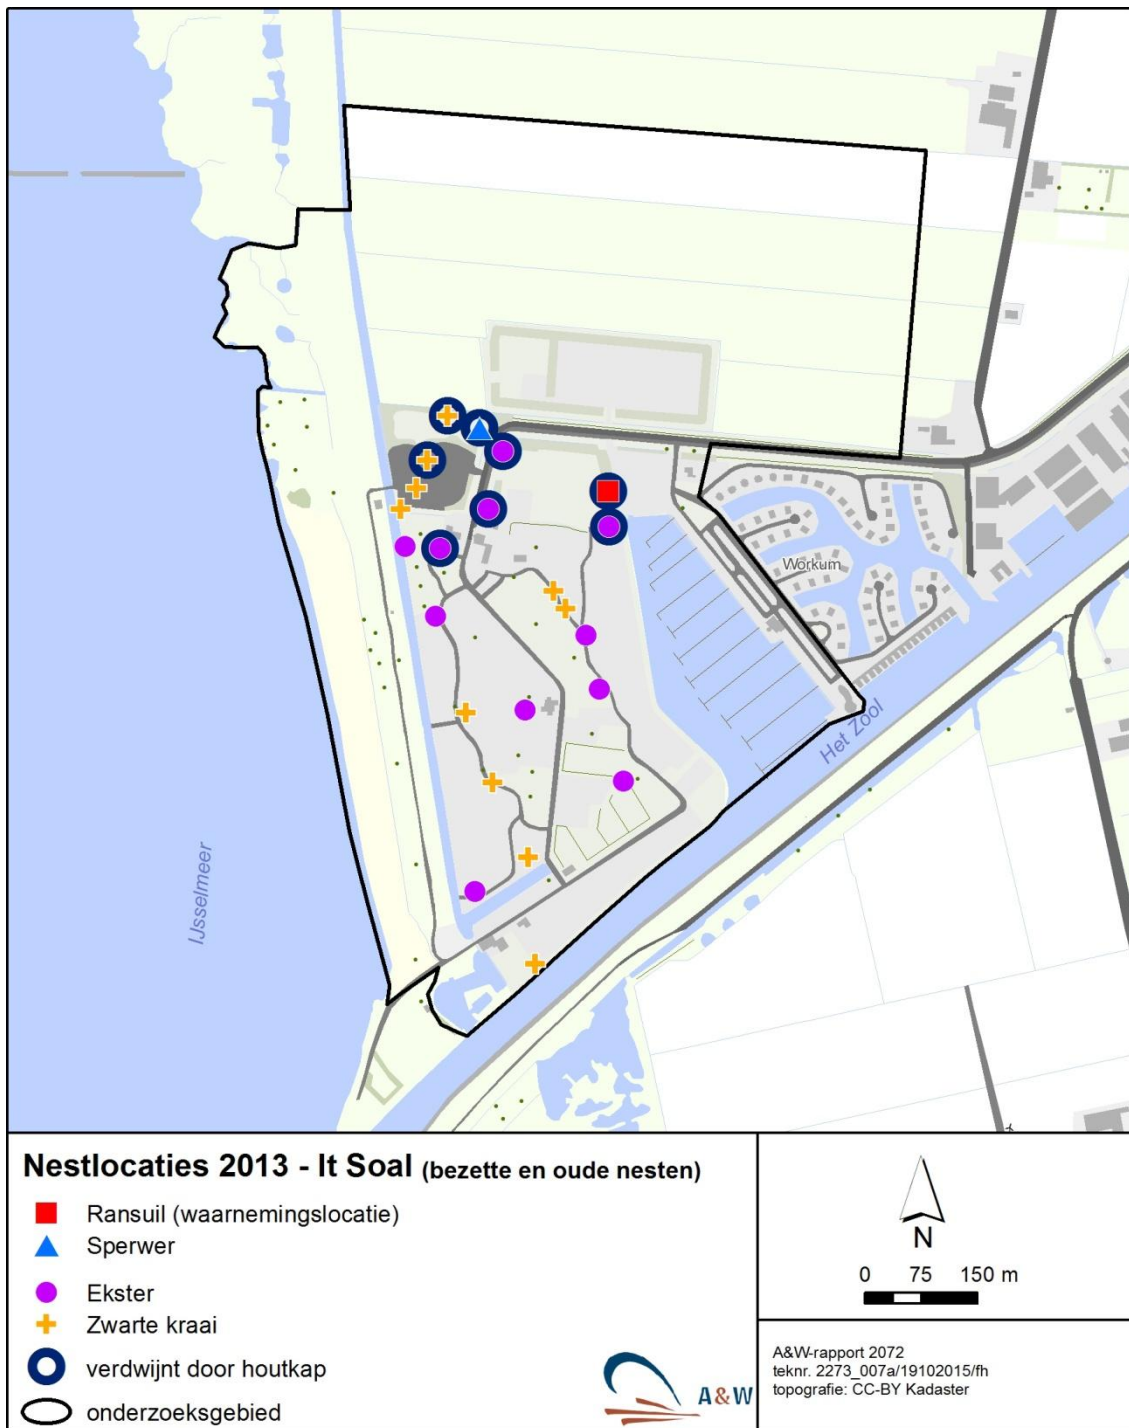 Workum
Het Zool
IJsselmeer
Nestlocaties 2013 - It Soal (bezette en oude nesten)
Ransuil (waarnemingslocatie)
Sperwer
Ekster
Zwarte kraai
verdwijnt door houtkap
onderzoeksgebied
A&W
N
0 75 150 m
A&W-rapport 2072
teknr. 2273_007a/19102015/fh
topografie: CC-BY Kadaster